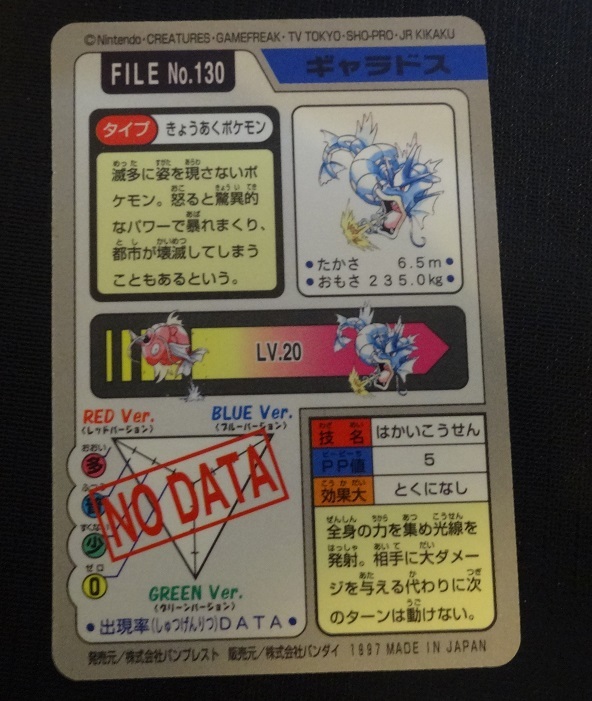 ©Nintendo・CREATURES・GAMEFREAK・TV TOKYO・SHO-PRO・JR KIKAKU
FILE No.130
ギャラドス
タイプ きょうあくポケモン
滅多に姿を現さないポ
ケモン。怒ると驚異的
なパワーで暴れまくり、
都市が壊滅してしまう
こともあるという。
●たかさ 6.5m●
●おもさ 235.0kg●
LV.20
RED Ver.
(レッドバージョン)
BLUE Ver.
(ブルーバージョン)
おおい
多
すくない
少
ゼロ
0
NO DATA
GREEN Ver.
(グリーンバージョン)
●出現率(しゅつげんりつ)DATA●
技名 はかいこうせん
PP値 5
効果大 とくになし
全身の力を集め光線を
発射。相手に大ダメー
ジを与える代わりに次
のターンは動けない。
発売元/株式会社バンプレスト 販売元/株式会社バンダイ 1997 MADE IN JAPAN